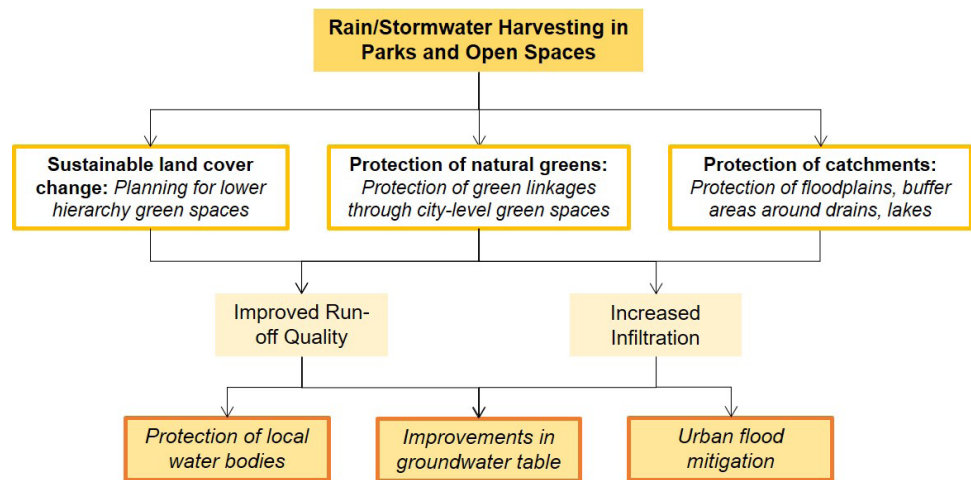 Rain/Stormwater Harvesting in
Parks and Open Spaces
Sustainable land cover
change: Planning for lower
hierarchy green spaces
Protection of natural greens:
Protection of green linkages
through city-level green spaces
Protection of catchments:
Protection of floodplains, buffer
areas around drains, lakes
Improved Run-
off Quality
Increased
Infiltration
Protection of local
water bodies
Improvements in
groundwater table
Urban flood
mitigation